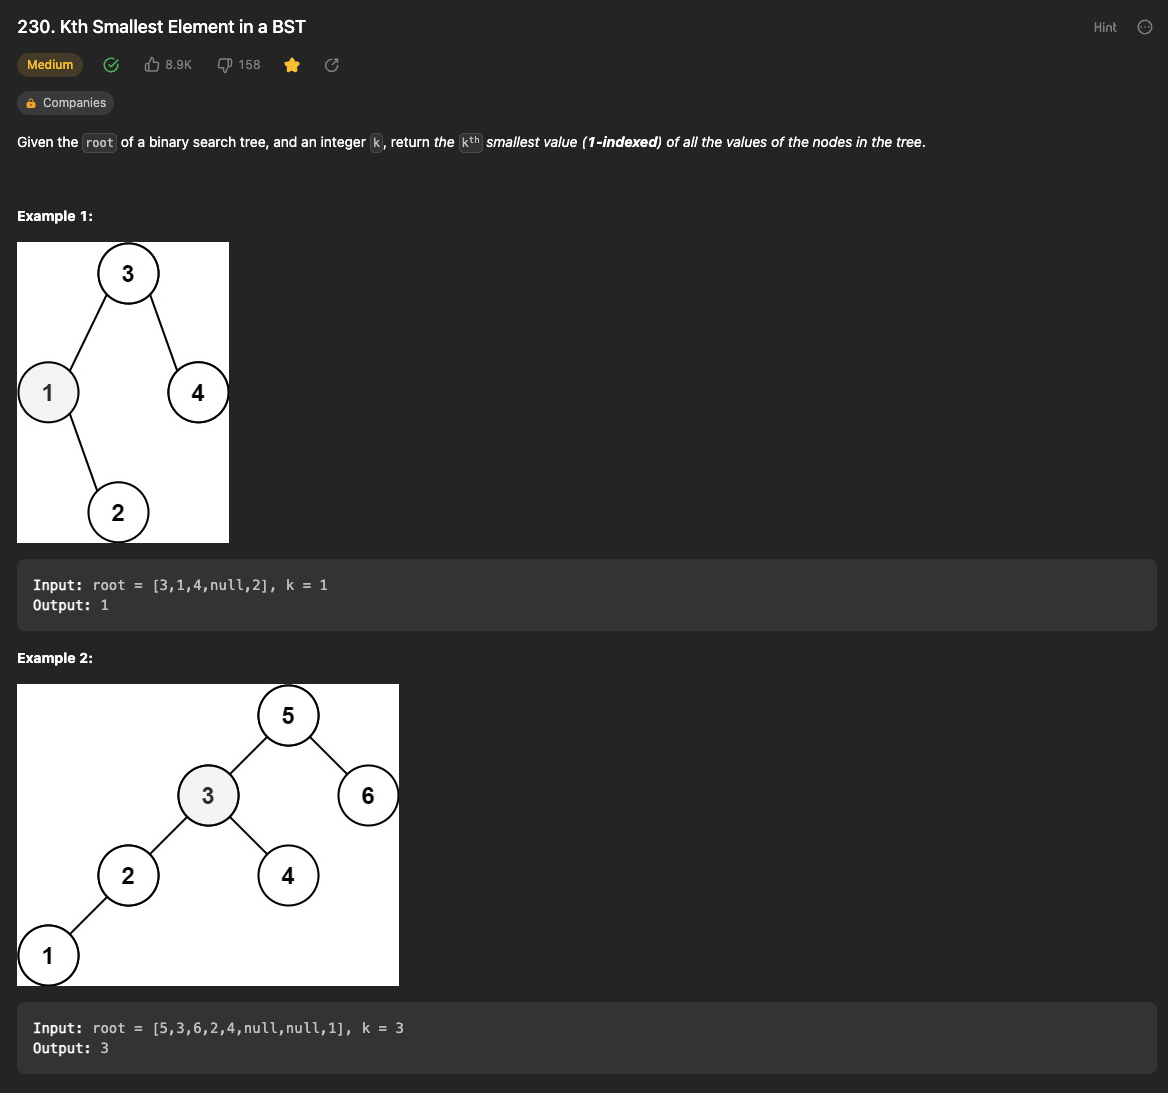 230. Kth Smallest Element in a BST
Hint
Medium 8.9K 158
Companies
Given the root of a binary search tree, and an integer k, return the kth smallest value (1-indexed) of all the values of the nodes in the tree.
Example 1:
3
1 4
2
Input: root = [3,1,4,null,2], k = 1
Output: 1
Example 2:
5
3 6
2 4
1
Input: root = [5,3,6,2,4,null,null,1], k = 3
Output: 3